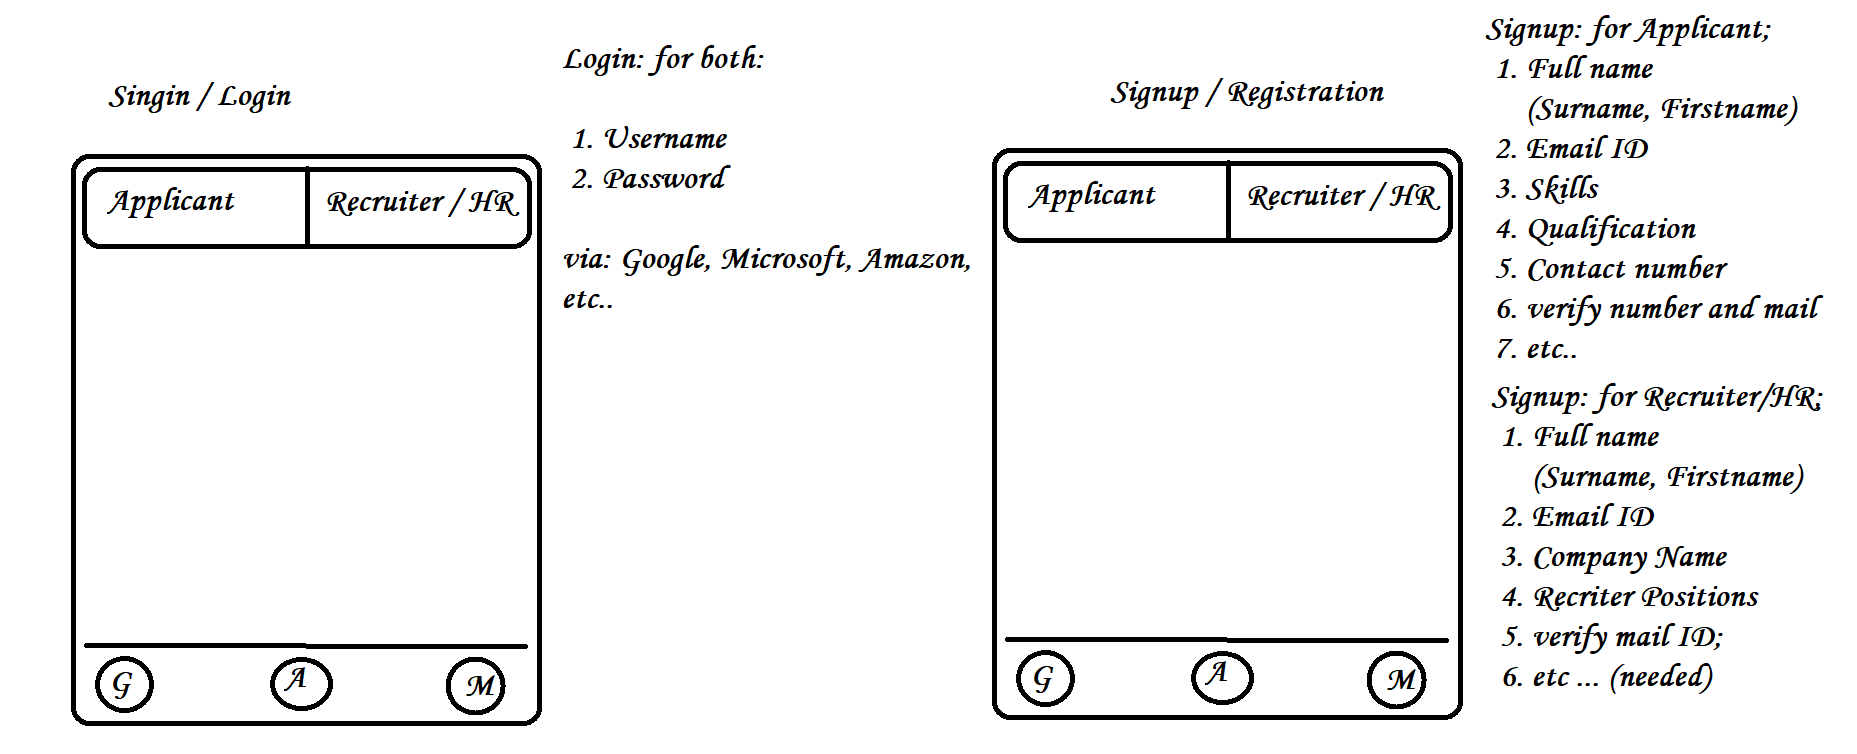 Singin / Login
Applicant
Recruiter / HR
G
A
M
Login: for both:
1. Username
2. Password
via: Google, Microsoft, Amazon,
etc..
Signup / Registration
Applicant
Recruiter / HR
G
A
M
Signup: for Applicant;
1. Full name
(Surname, Firstname)
2. Email ID
3. Skills
4. Qualification
5. Contact number
6. verify number and mail
7. etc..
Signup: for Recruiter/HR;
1. Full name
(Surname, Firstname)
2. Email ID
3. Company Name
4. Recriter Positions
5. verify mail ID;
6. etc ... (needed)